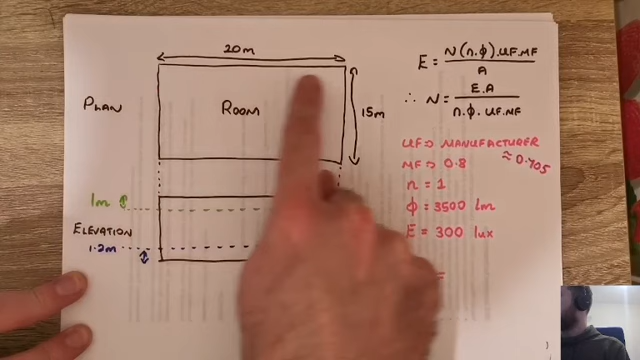 20m
PLAN
ROOM
15m
1m
ELEVATION
1.2m
E = N(n.φ).UF.MF / A
∴ N = E.A / n.φ.UF.MF
UF => MANUFACTURER
≈ 0.705
MF => 0.8
n = 1
φ = 3500 lm
E = 300 lux
=